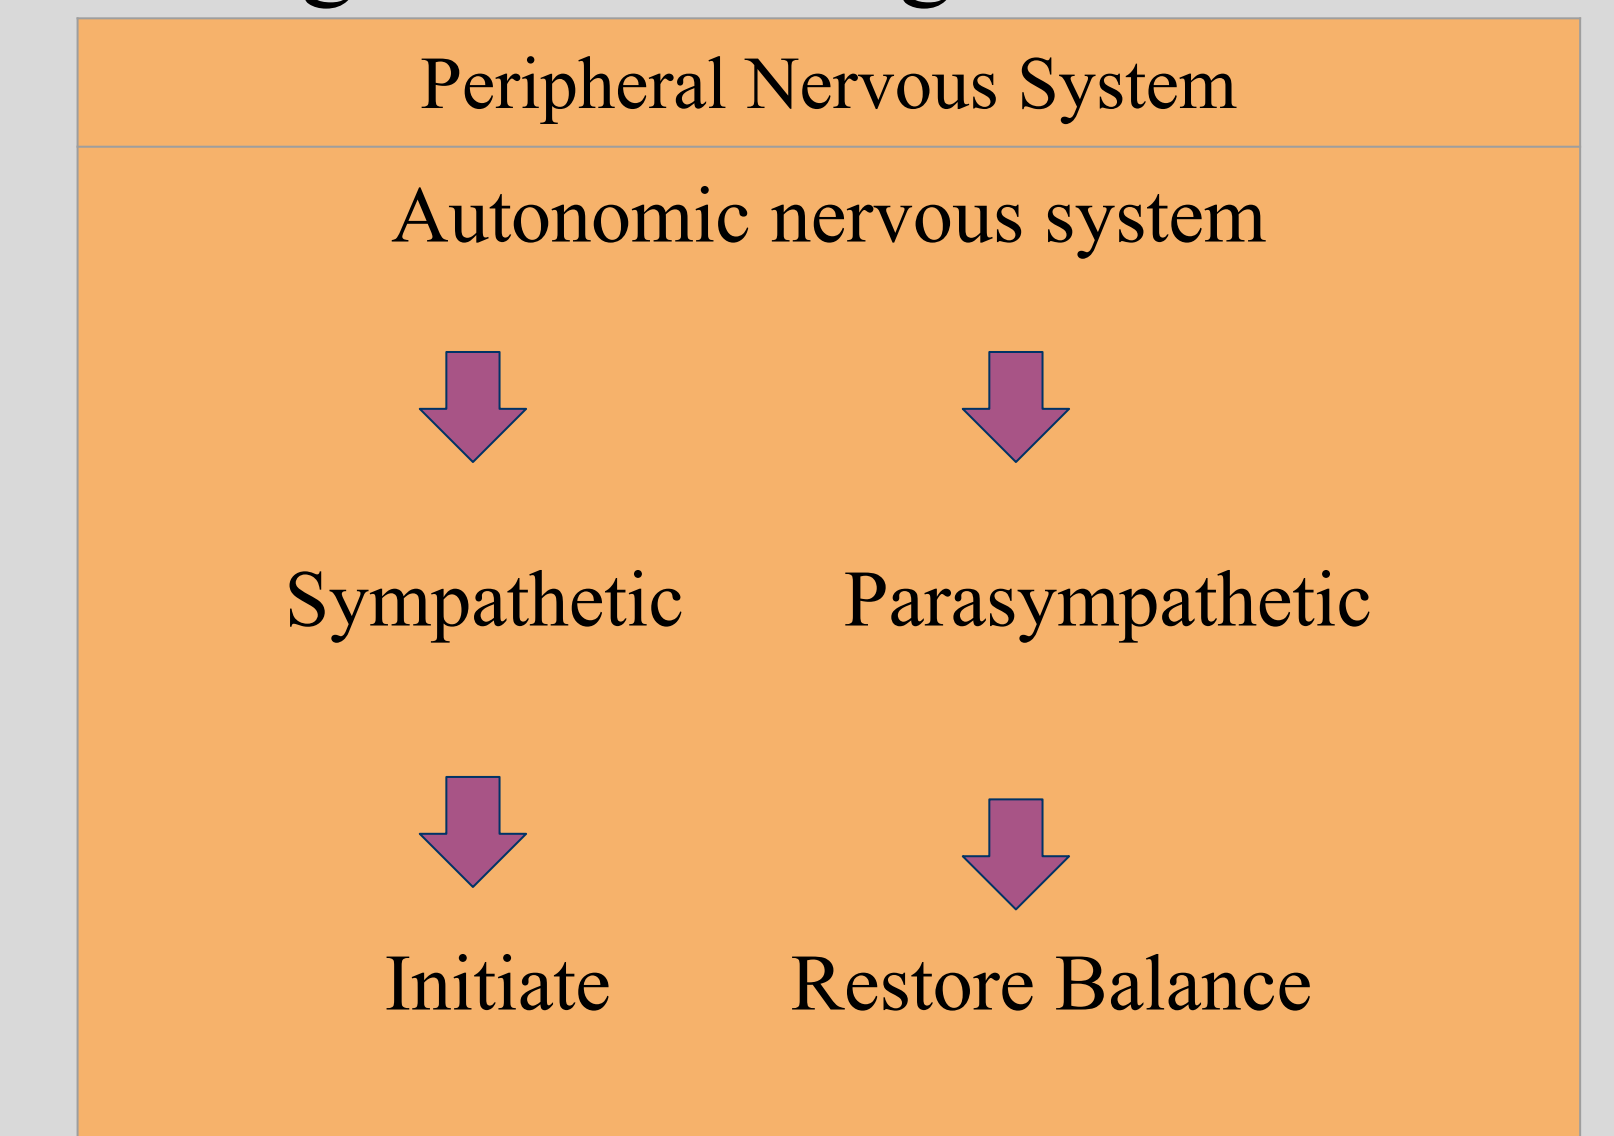 Peripheral Nervous System
Autonomic nervous system
Sympathetic Parasympathetic
Initiate Restore Balance